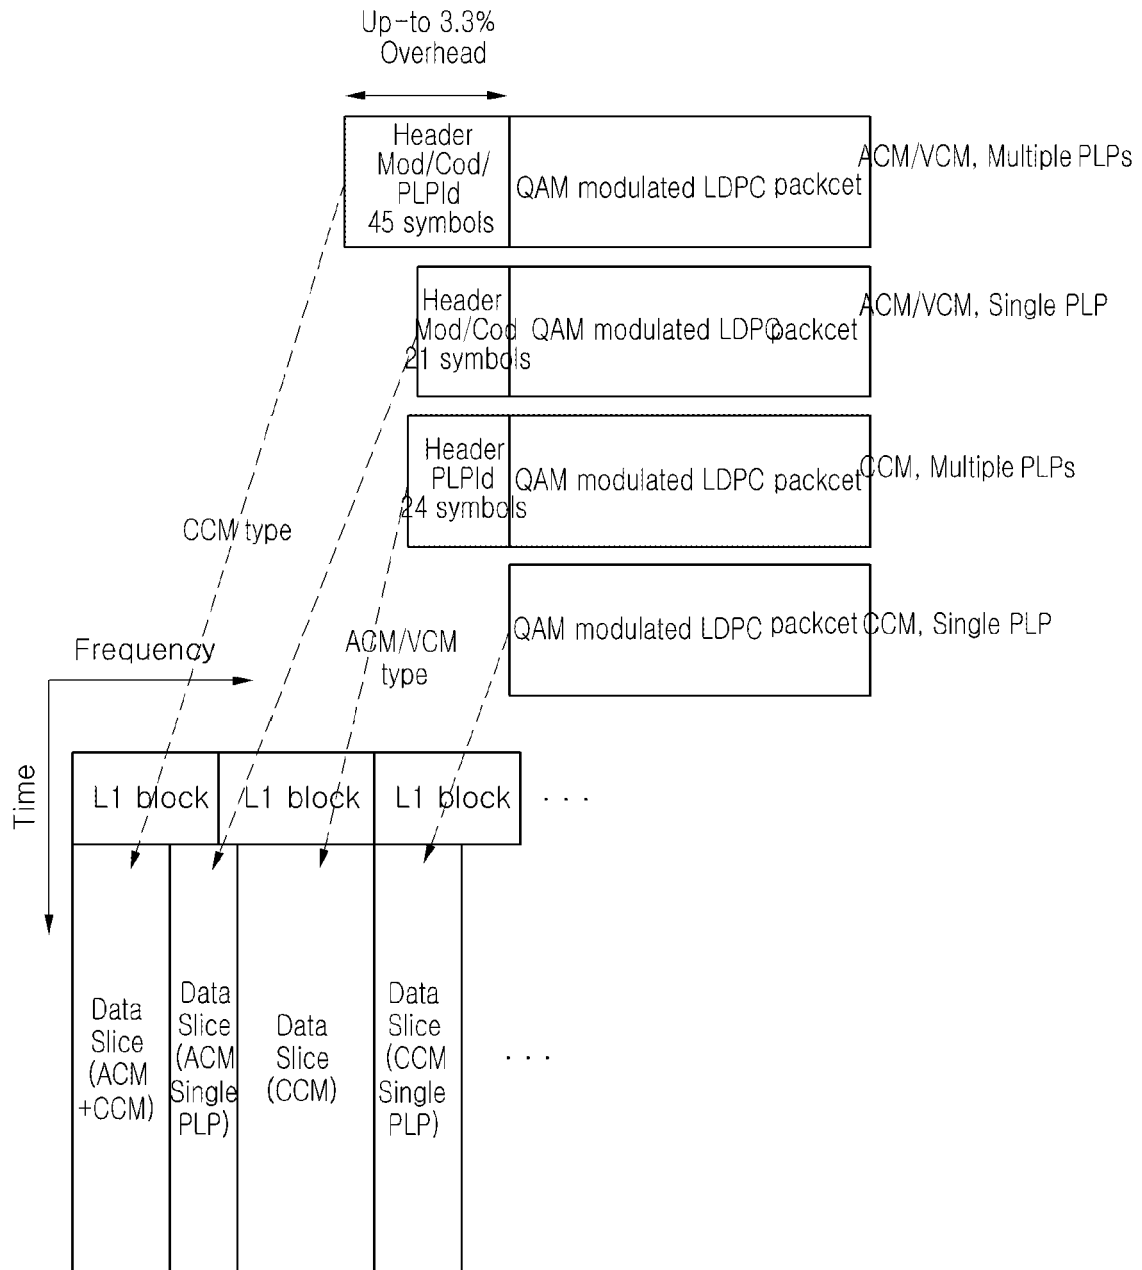 Up-to 3.3%
Overhead
Header
Mod/Cod/
PLPId
45 symbols
QAM modulated LDPC packcet
ACM/VCM, Multiple PLPs
Header
Mod/Cod
21 symbols
QAM modulated LDPC packcet
ACM/VCM, Single PLP
Header
PLPId
24 symbols
QAM modulated LDPC packcet
CCM, Multiple PLPs
CCM type
QAM modulated LDPC packcet
CCM, Single PLP
ACM/VCM
type
Frequency
Time
L1 block
L1 block
L1 block
. . .
Data
Slice
(ACM
+CCM)
Data
Slice
(ACM
Single
PLP)
Data
Slice
(CCM)
Data
Slice
(CCM
Single
PLP)
. . .